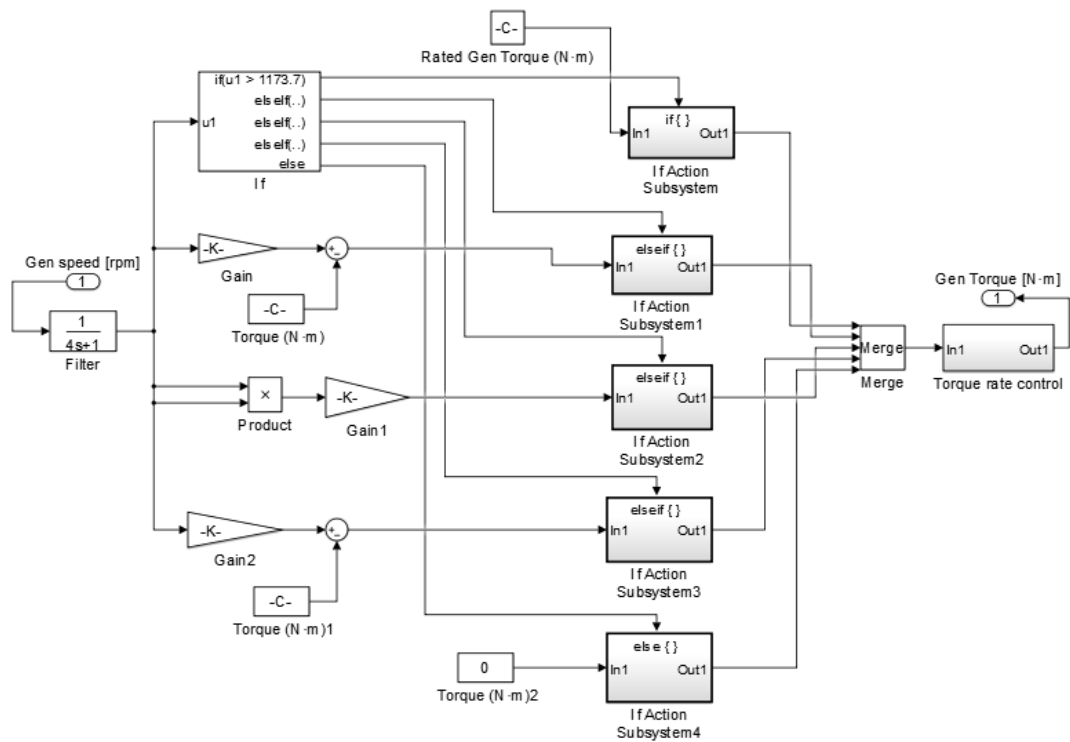 -C-
Rated Gen Torque (N·m)
if(u1 > 1173.7)
elseif(..)
elseif(..)
elseif(..)
else
u1
If
if { }
In1
Out1
If Action
Subsystem
Gen speed [rpm]
1
1
4s+1
Filter
-K-
Gain
+
-
-C-
Torque (N·m)
elseif { }
In1
Out1
If Action
Subsystem1
×
Product
-K-
Gain1
elseif { }
In1
Out1
If Action
Subsystem2
-K-
Gain2
+
-
-C-
Torque (N·m)1
elseif { }
In1
Out1
If Action
Subsystem3
0
Torque (N·m)2
else { }
In1
Out1
If Action
Subsystem4
Merge
Merge
Gen Torque [N·m]
1
In1
Out1
Torque rate control